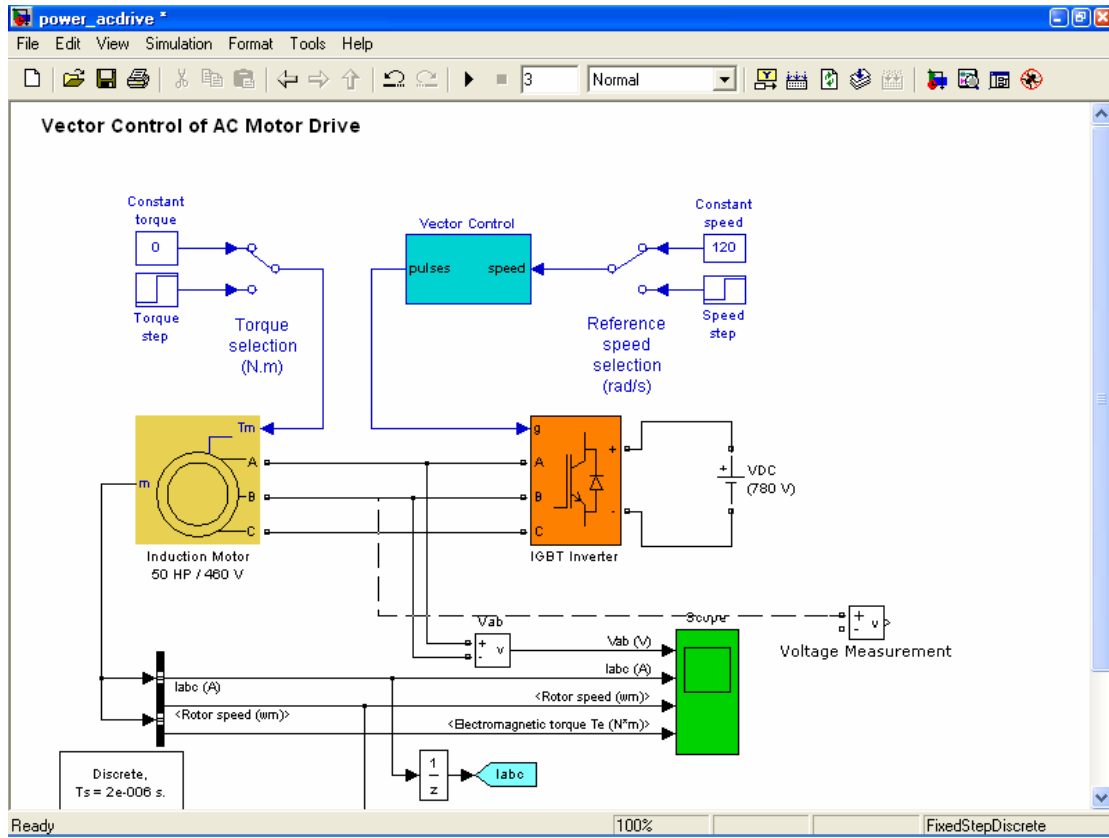 power_acdrive *
File Edit View Simulation Format Tools Help
3 Normal
Vector Control of AC Motor Drive
Constant
torque
0
Torque
step
Torque
selection
(N.m)
Vector Control
pulses speed
Constant
speed
120
Speed
step
Reference
speed
selection
(rad/s)
Tm
m
A
B
C
Induction Motor
50 HP / 460 V
g
A
B
C
+
-
IGBT Inverter
+
VDC
(780 V)
Vab
+
-
v
Scope
+
-
v
Voltage Measurement
Vab (V)
Iabc (A)
<Rotor speed (wm)>
<Electromagnetic torque Te (N*m)>
Iabc (A)
<Rotor speed (wm)>
1
z
Iabc
Discrete,
Ts = 2e-006 s.
Ready 100% FixedStepDiscrete